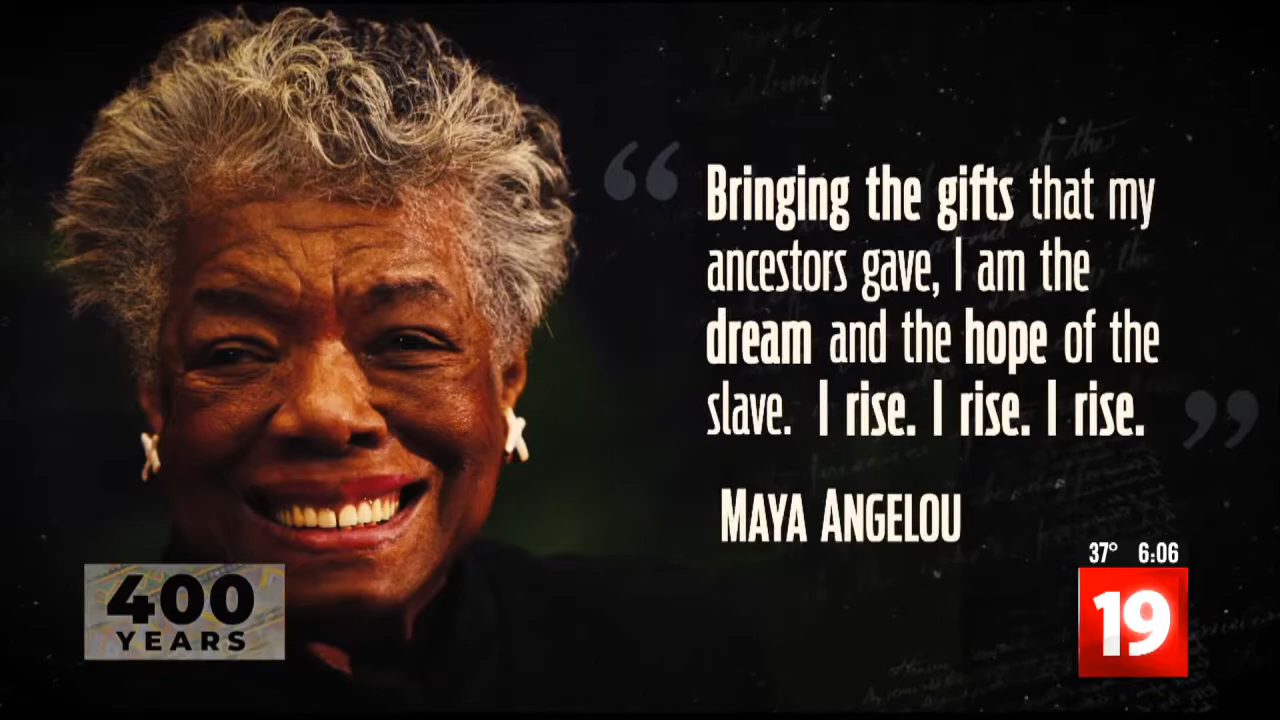 “
Bringing the gifts that my
ancestors gave, I am the
dream and the hope of the
slave. I rise. I rise. I rise.
”
MAYA ANGELOU
37° 6:06
19
400
YEARS